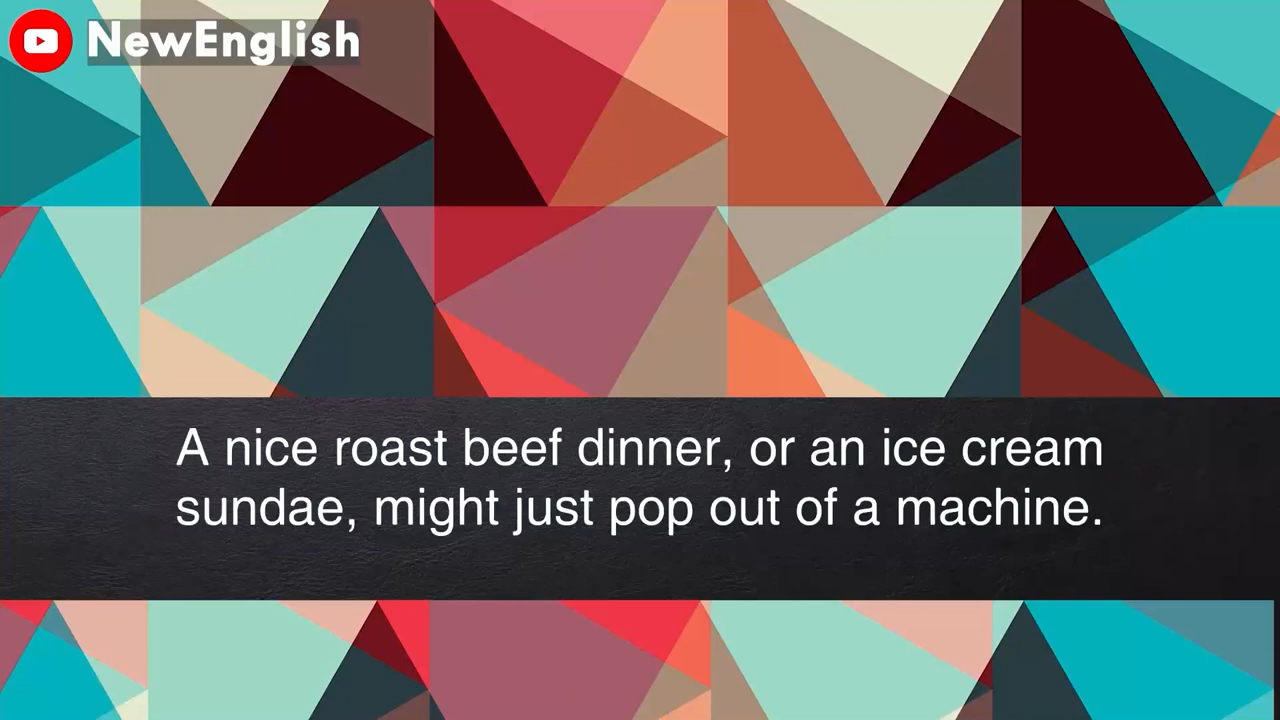 NewEnglish
A nice roast beef dinner, or an ice cream
sundae, might just pop out of a machine.